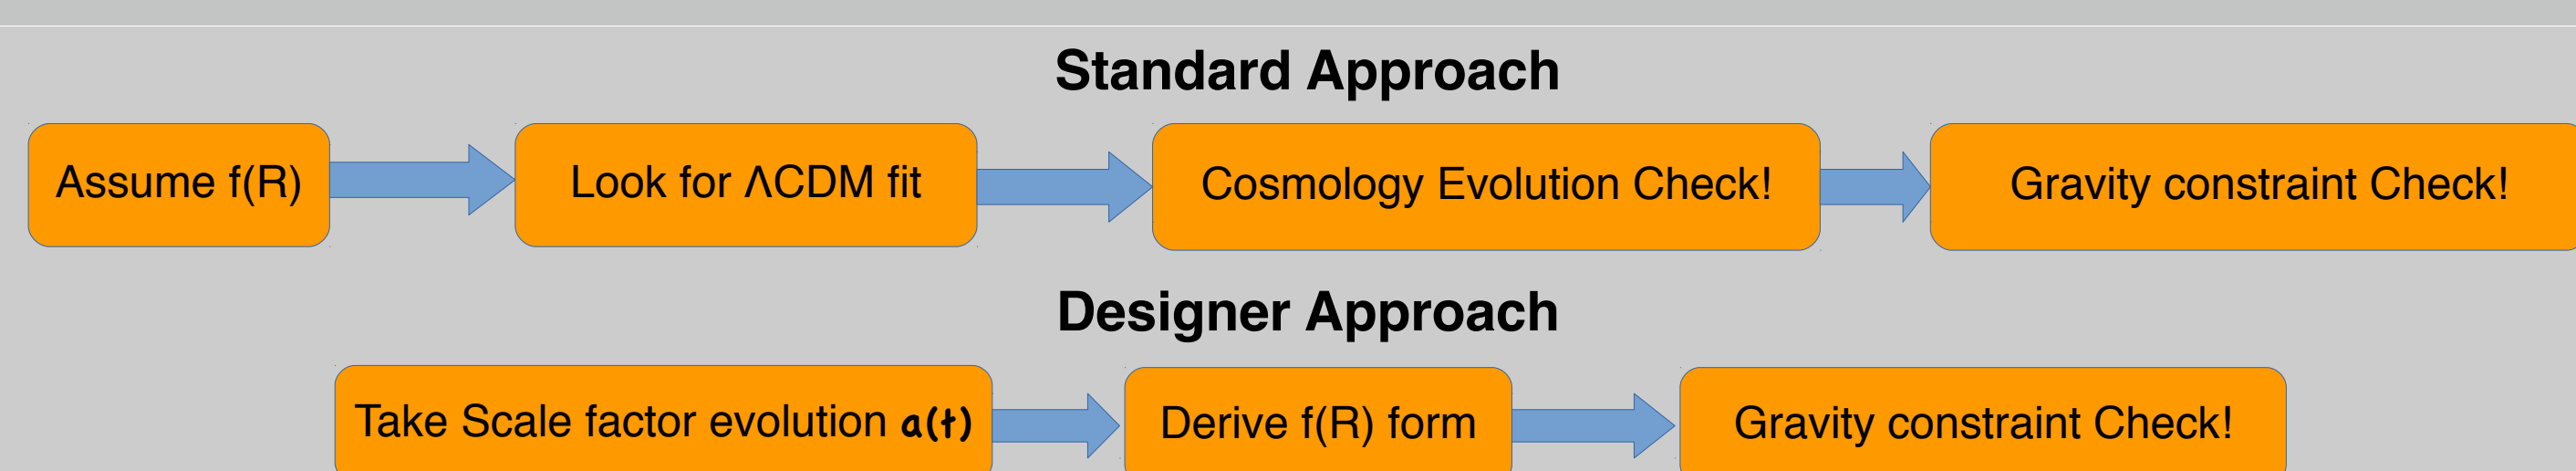 Standard Approach
Assume f(R)
Look for ΛCDM fit
Cosmology Evolution Check!
Gravity constraint Check!
Designer Approach
Take Scale factor evolution a(t)
Derive f(R) form
Gravity constraint Check!